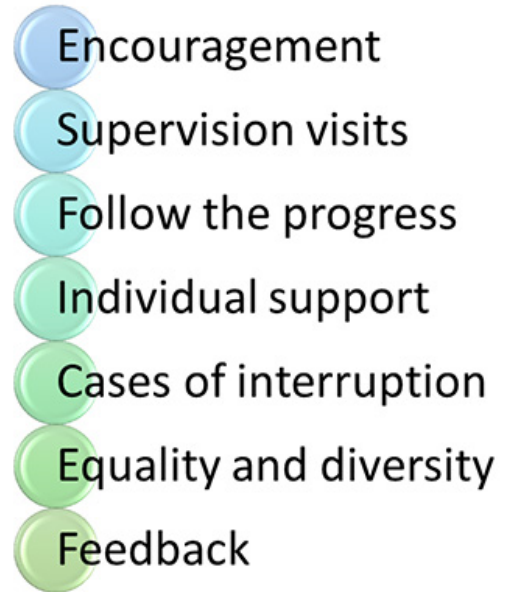 Encouragement
Supervision visits
Follow the progress
Individual support
Cases of interruption
Equality and diversity
Feedback